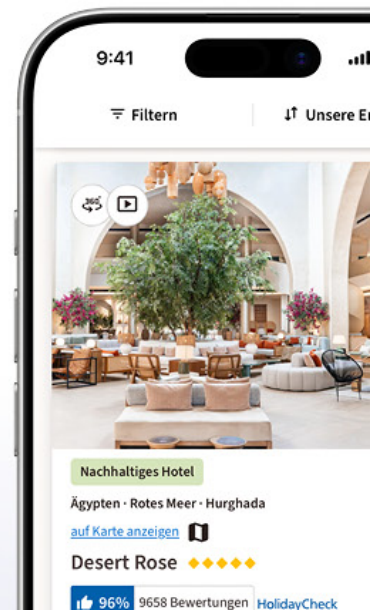 9:41
Filtern
Unsere
360°
Nachhaltiges Hotel
Ägypten · Rotes Meer · Hurghada
auf Karte anzeigen
Desert Rose
96% 9658 Bewertungen HolidayCheck